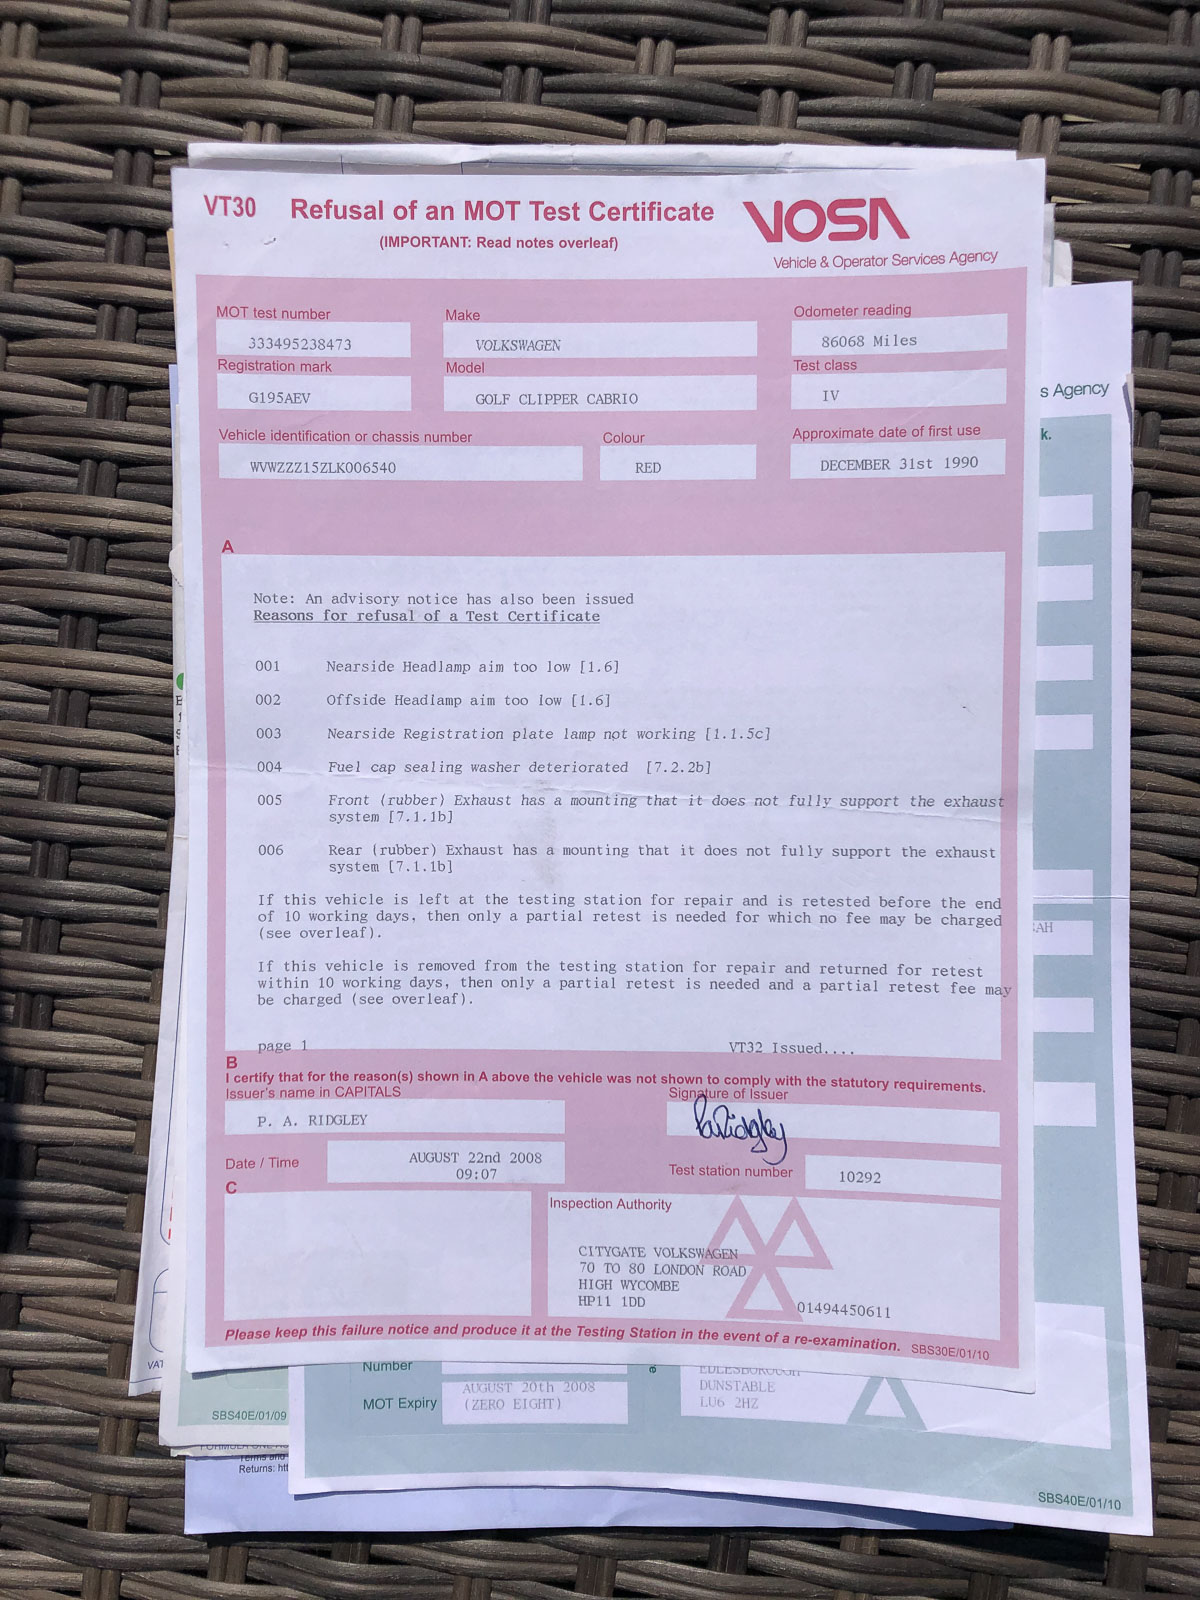 VT30 Refusal of an MOT Test Certificate
(IMPORTANT: Read notes overleaf)
VOSA
Vehicle & Operator Services Agency
MOT test number
333495238473
Make
VOLKSWAGEN
Odometer reading
86068 Miles
Registration mark
G195AEV
Model
GOLF CLIPPER CABRIO
Test class
IV
Vehicle identification or chassis number
WVWZZZ15ZLK006540
Colour
RED
Approximate date of first use
DECEMBER 31st 1990
A
Note: An advisory notice has also been issued
Reasons for refusal of a Test Certificate
001 Nearside Headlamp aim too low [1.6]
002 Offside Headlamp aim too low [1.6]
003 Nearside Registration plate lamp not working [1.1.5c]
004 Fuel cap sealing washer deteriorated [7.2.2b]
005 Front (rubber) Exhaust has a mounting that it does not fully support the exhaust
system [7.1.1b]
006 Rear (rubber) Exhaust has a mounting that it does not fully support the exhaust
system [7.1.1b]
If this vehicle is left at the testing station for repair and is retested before the end
of 10 working days, then only a partial retest is needed for which no fee may be charged
(see overleaf).
If this vehicle is removed from the testing station for repair and returned for retest
within 10 working days, then only a partial retest is needed and a partial retest fee may
be charged (see overleaf).
page 1 VT32 Issued....
B
I certify that for the reason(s) shown in A above the vehicle was not shown to comply with the statutory requirements.
Issuer's name in CAPITALS
P. A. RIDGLEY
Signature of Issuer
PARidgley
Date / Time
AUGUST 22nd 2008
09:07
Test station number
10292
C
Inspection Authority
CITYGATE VOLKSWAGEN
70 TO 80 LONDON ROAD
HIGH WYCOMBE
HP11 1DD
01494450611
Please keep this failure notice and produce it at the Testing Station in the event of a re-examination. SBS30E/01/10
s Agency
k.
AH
Number
MOT Expiry
AUGUST 20th 2008
(ZERO EIGHT)
EDLESBOROUGH
DUNSTABLE
LU6 2HZ
SBS40E/01/10
VAT
SBS40E/01/09
Terms and
Returns: htt